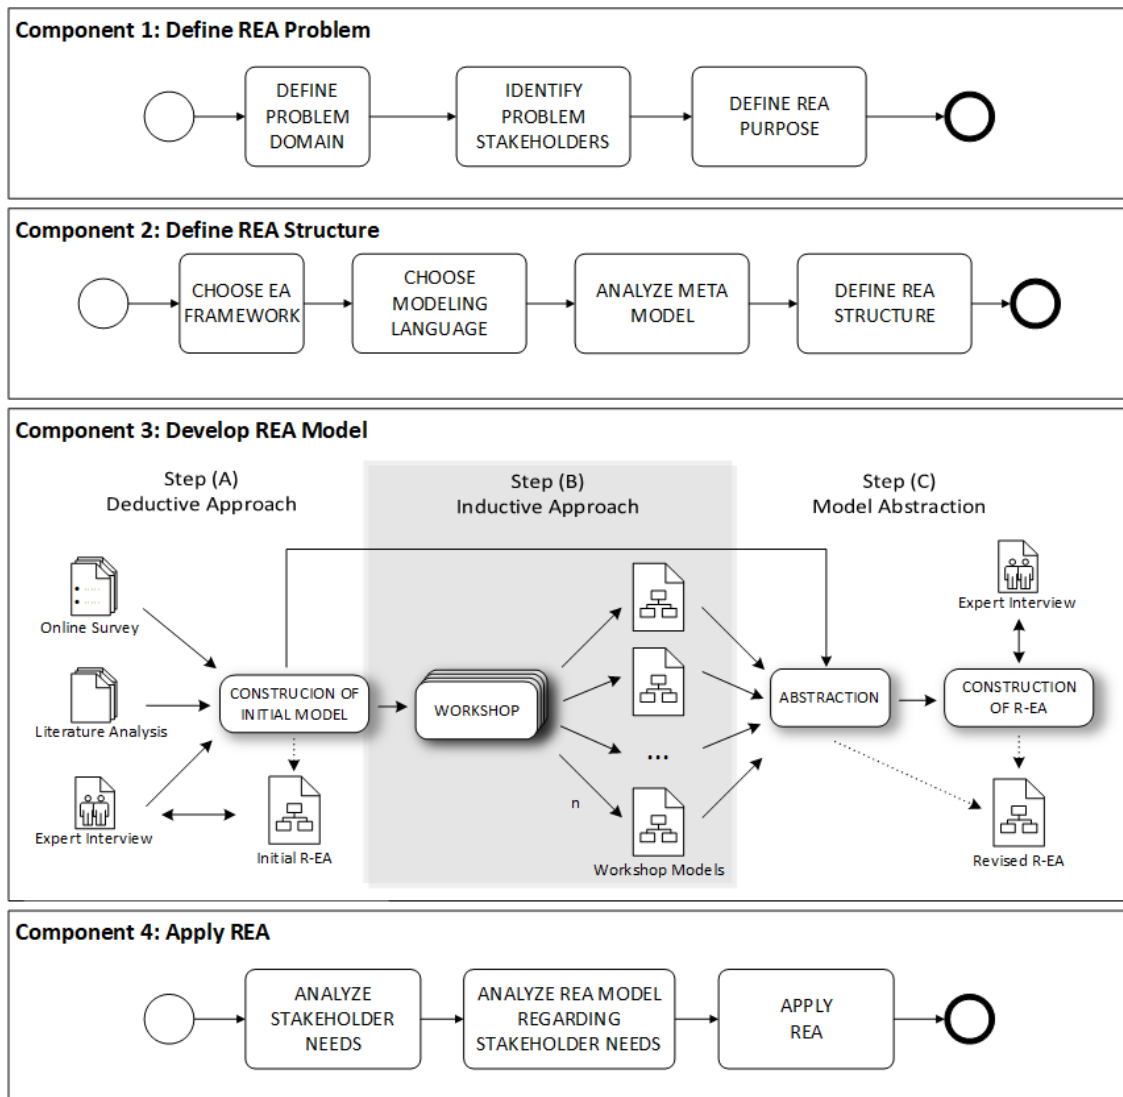 Component 1: Define REA Problem
DEFINE
PROBLEM
DOMAIN
IDENTIFY
PROBLEM
STAKEHOLDERS
DEFINE REA
PURPOSE
Component 2: Define REA Structure
CHOOSE EA
FRAMEWORK
CHOOSE
MODELING
LANGUAGE
ANALYZE META
MODEL
DEFINE REA
STRUCTURE
Component 3: Develop REA Model
Step (A)
Deductive Approach
Step (B)
Inductive Approach
Step (C)
Model Abstraction
Online Survey
Literature Analysis
Expert Interview
CONSTRUCION OF
INITIAL MODEL
Initial R-EA
WORKSHOP
...
n
Workshop Models
ABSTRACTION
Expert Interview
CONSTRUCTION
OF R-EA
Revised R-EA
Component 4: Apply REA
ANALYZE
STAKEHOLDER
NEEDS
ANALYZE REA MODEL
REGARDING
STAKEHOLDER NEEDS
APPLY
REA